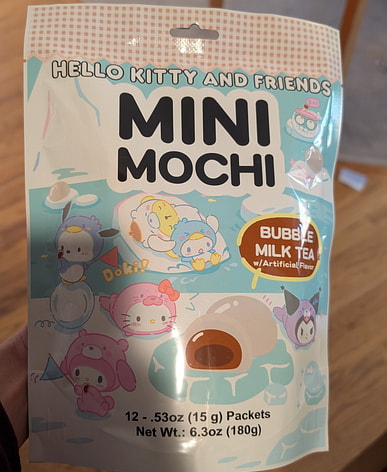 HELLO KITTY AND FRIENDS
MINI
MOCHI
BUBBLE
MILK TEA
w/Artificial Flavor
Doki!
12 - .53oz (15 g) Packets
Net Wt.: 6.3oz (180g)